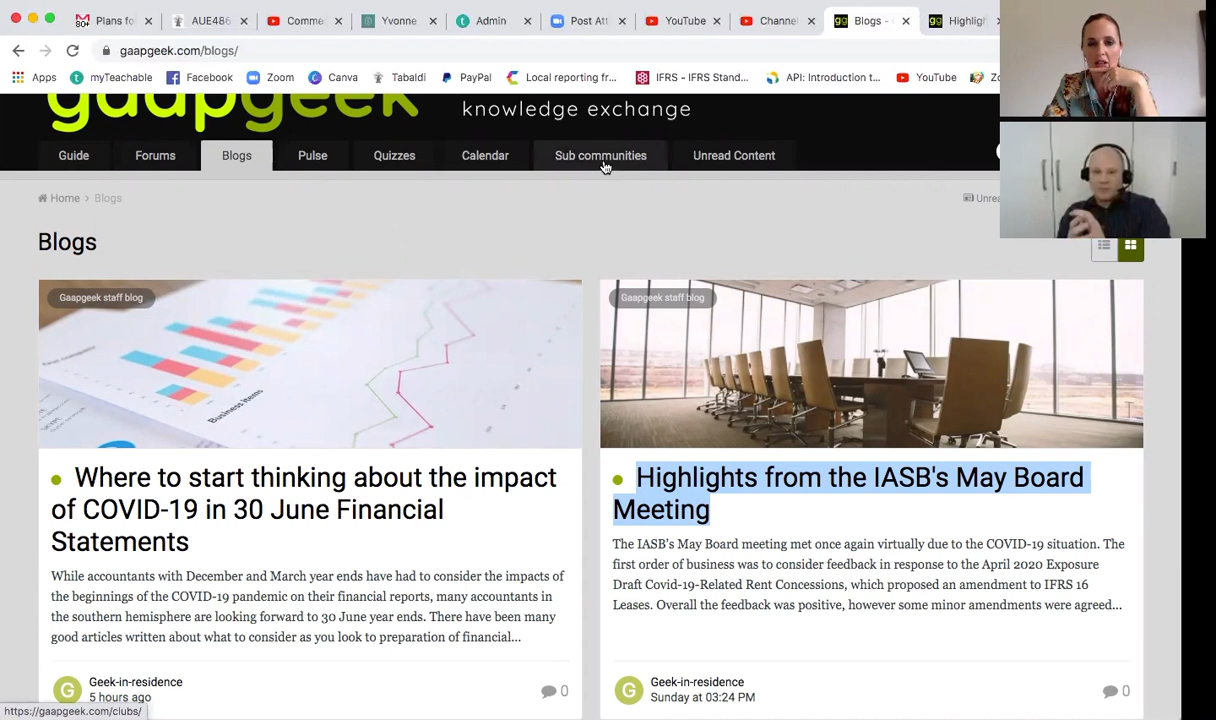 Plans fo
AUE486
Comme
Yvonne
Admin
Post Att
YouTube
Channel
Blogs - G
Highlig
gaapgeek.com/blogs/
Apps
myTeachable
Facebook
Zoom
Canva
Tabaldi
PayPal
Local reporting fr...
IFRS - IFRS Stand...
API: Introduction t...
YouTube
Zo
gaapgeek
knowledge exchange
Guide
Forums
Blogs
Pulse
Quizzes
Calendar
Sub communities
Unread Content
Home > Blogs
Unrea
Blogs
Gaapgeek staff blog
Our company
Business items
Where to start thinking about the impact
of COVID-19 in 30 June Financial
Statements
While accountants with December and March year ends have had to consider the impacts of
the beginnings of the COVID-19 pandemic on their financial reports, many accountants in
the southern hemisphere are looking forward to 30 June year ends. There have been many
good articles written about what to consider as you look to preparation of financial...
G
Geek-in-residence
5 hours ago
0
Gaapgeek staff blog
Highlights from the IASB's May Board
Meeting
The IASB's May Board meeting met once again virtually due to the COVID-19 situation. The
first order of business was to consider feedback in response to the April 2020 Exposure
Draft Covid-19-Related Rent Concessions, which proposed an amendment to IFRS 16
Leases. Overall the feedback was positive, however some minor amendments were agreed...
G
Geek-in-residence
Sunday at 03:24 PM
0
https://gaapgeek.com/clubs/